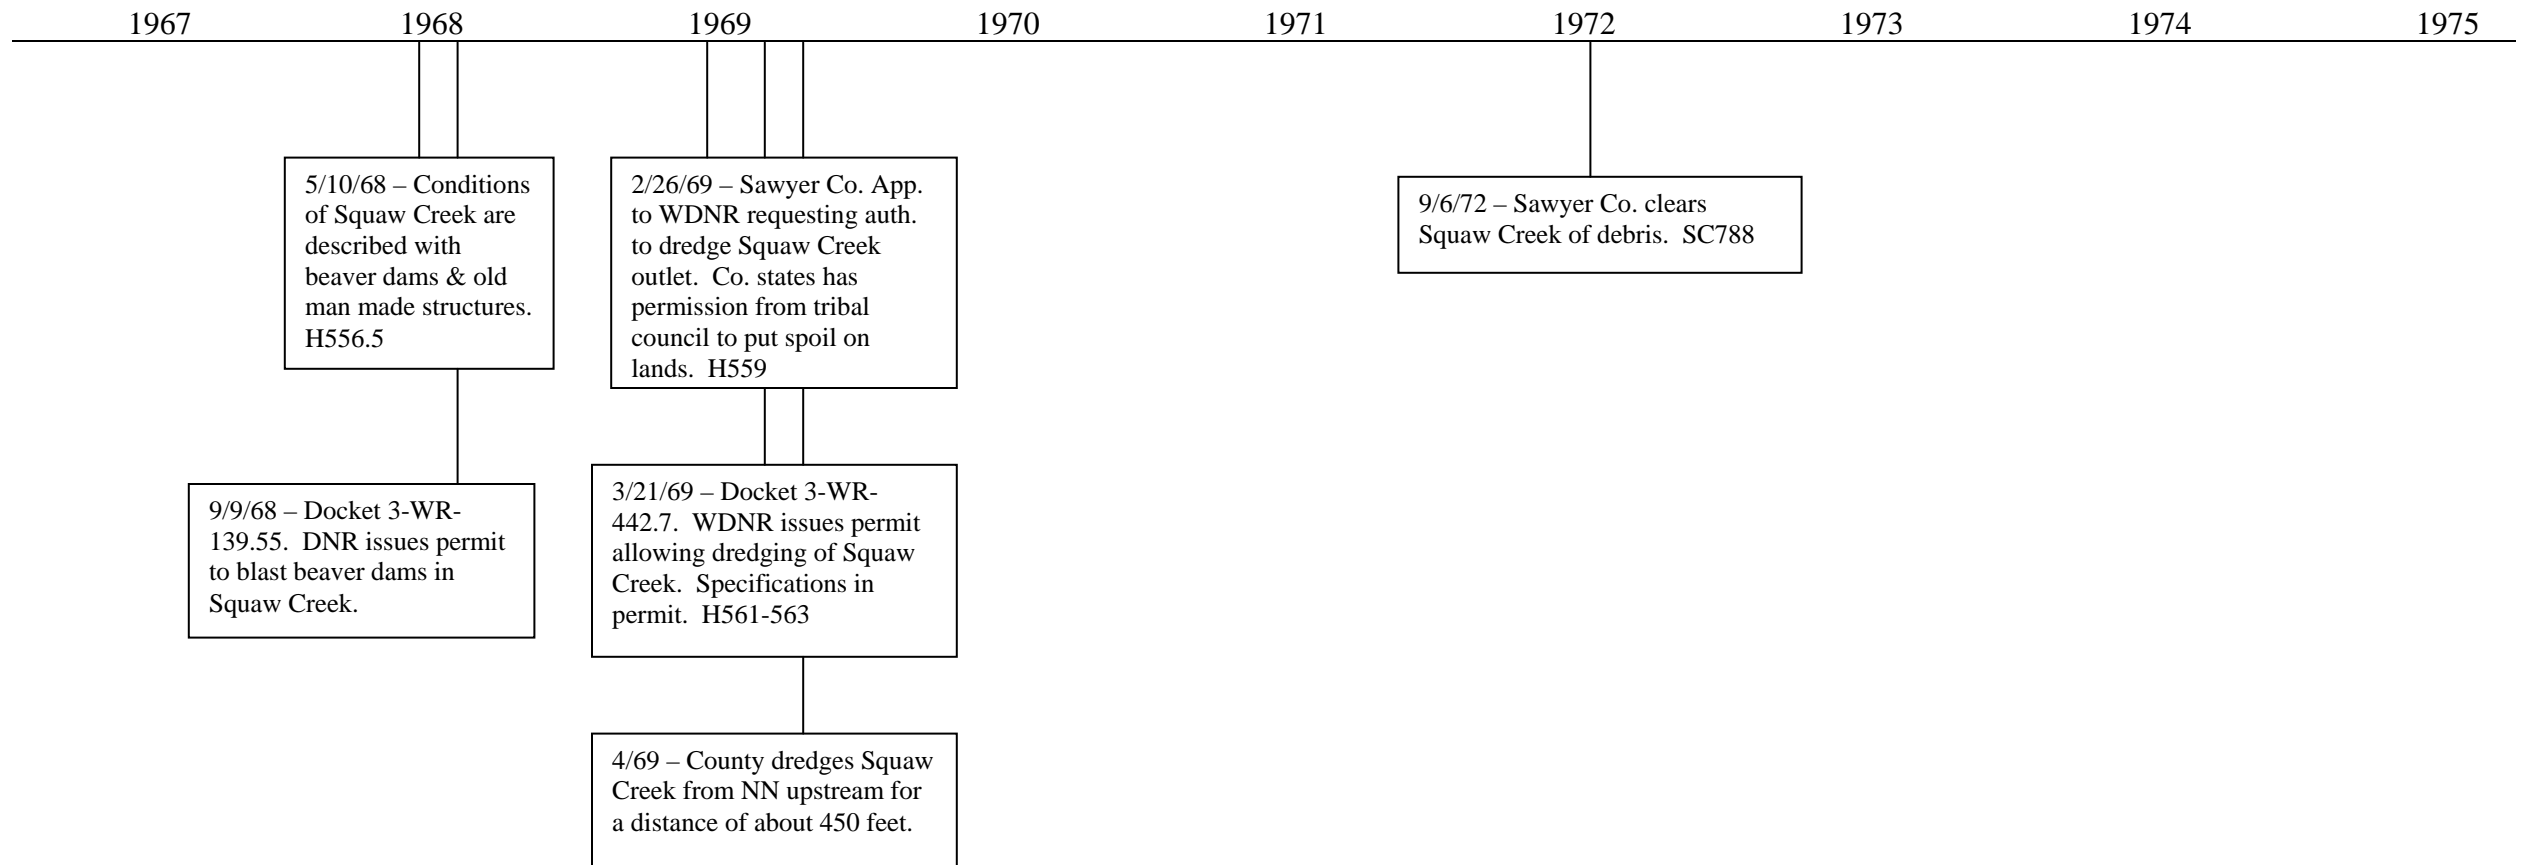 1967 1968 1969 1970 1971 1972 1973 1974 1975
5/10/68 – Conditions
of Squaw Creek are
described with
beaver dams & old
man made structures.
H556.5
9/9/68 – Docket 3-WR-
139.55.  DNR issues permit
to blast beaver dams in
Squaw Creek.
2/26/69 – Sawyer Co. App.
to WDNR requesting auth.
to dredge Squaw Creek
outlet.  Co. states has
permission from tribal
council to put spoil on
lands.  H559
3/21/69 – Docket 3-WR-
442.7.  WDNR issues permit
allowing dredging of Squaw
Creek.  Specifications in
permit.  H561-563
4/69 – County dredges Squaw
Creek from NN upstream for
a distance of about 450 feet.
9/6/72 – Sawyer Co. clears
Squaw Creek of debris.  SC788